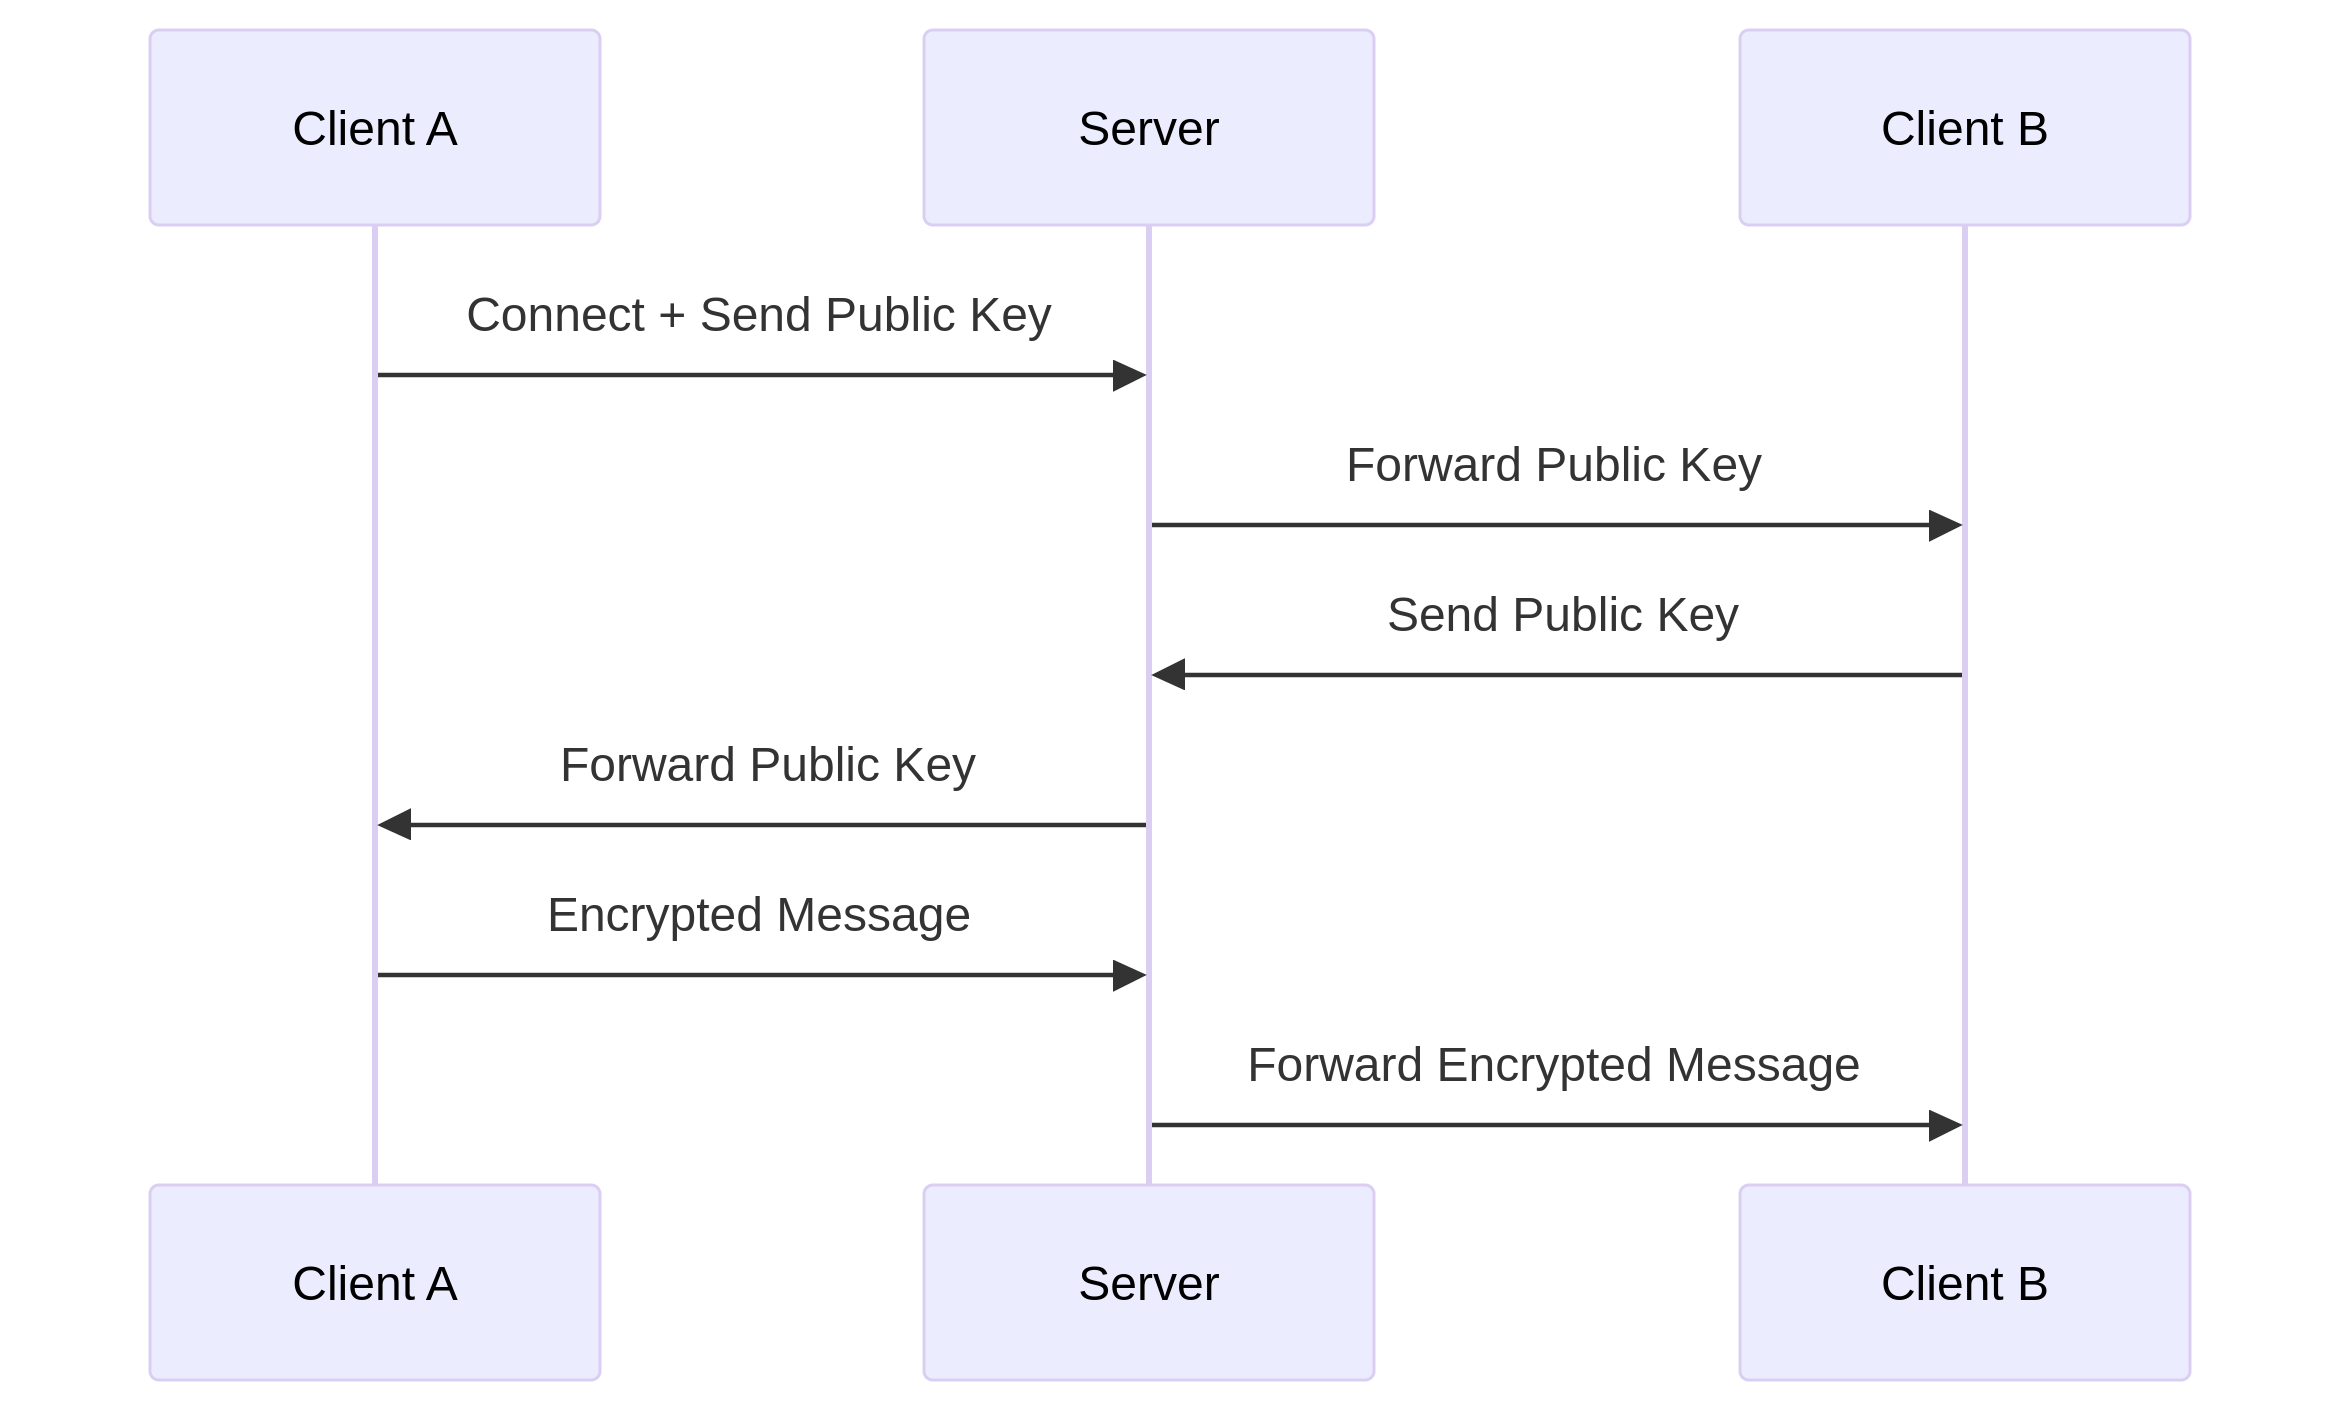 Client A
Server
Client B
Connect + Send Public Key
Forward Public Key
Send Public Key
Forward Public Key
Encrypted Message
Forward Encrypted Message
Client A
Server
Client B